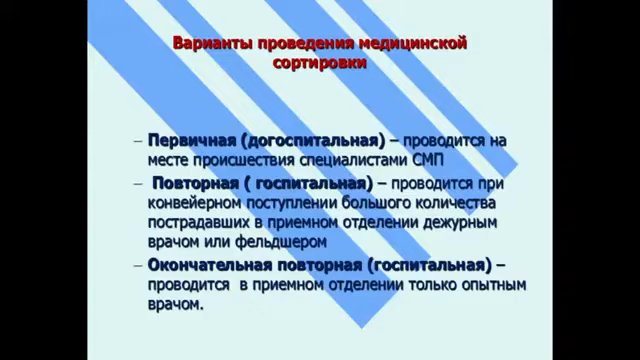 Варианты проведения медицинской
сортировки
– Первичная (догоспитальная) – проводится на
месте происшествия специалистами СМП
– Повторная ( госпитальная) – проводится при
конвейерном поступлении большого количества
пострадавших в приемном отделении дежурным
врачом или фельдшером
– Окончательная повторная (госпитальная) –
проводится в приемном отделении только опытным
врачом.